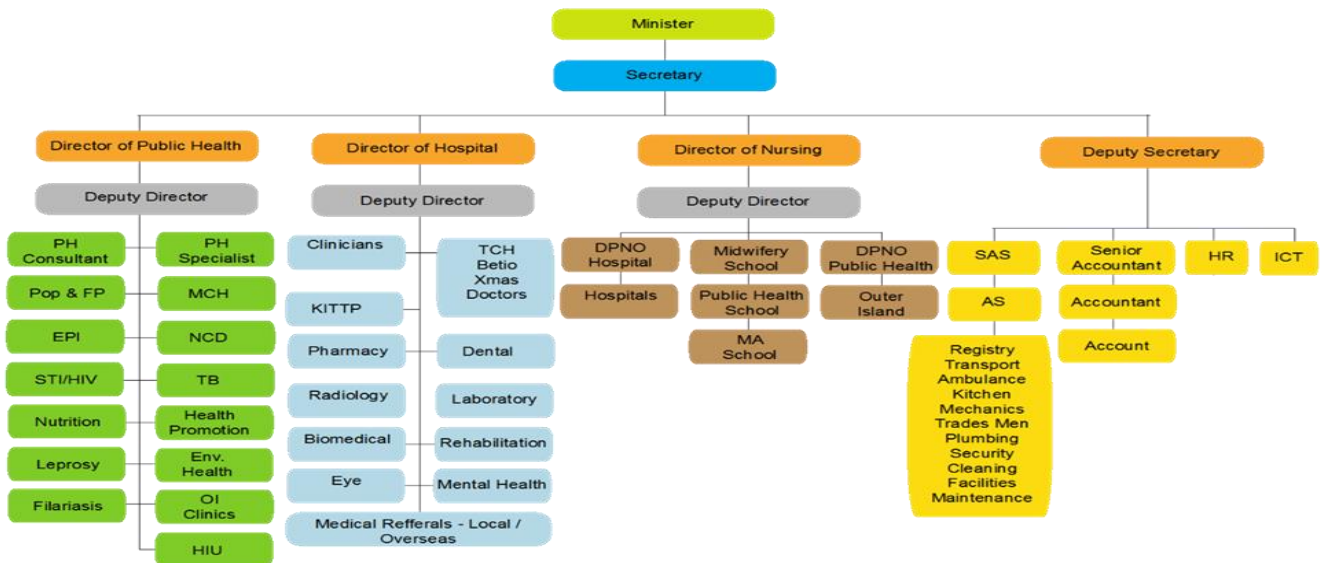 Minister
Secretary
Director of Public Health
Director of Hospital
Director of Nursing
Deputy Secretary
Deputy Director
Deputy Director
Deputy Director
PH
Consultant
PH
Specialist
Pop & FP
MCH
EPI
NCD
STI/HIV
TB
Nutrition
Health
Promotion
Leprosy
Env.
Health
Filariasis
OI
Clinics
HIU
Clinicians
TCH
Betio
Xmas
Doctors
KITTP
Pharmacy
Dental
Radiology
Laboratory
Biomedical
Rehabilitation
Eye
Mental Health
Medical Refferals - Local /
Overseas
DPNO
Hospital
Hospitals
Midwifery
School
Public Health
School
MA
School
DPNO
Public Health
Outer
Island
SAS
AS
Registry
Transport
Ambulance
Kitchen
Mechanics
Trades Men
Plumbing
Security
Cleaning
Facilities
Maintenance
Senior
Accountant
Accountant
Account
HR
ICT